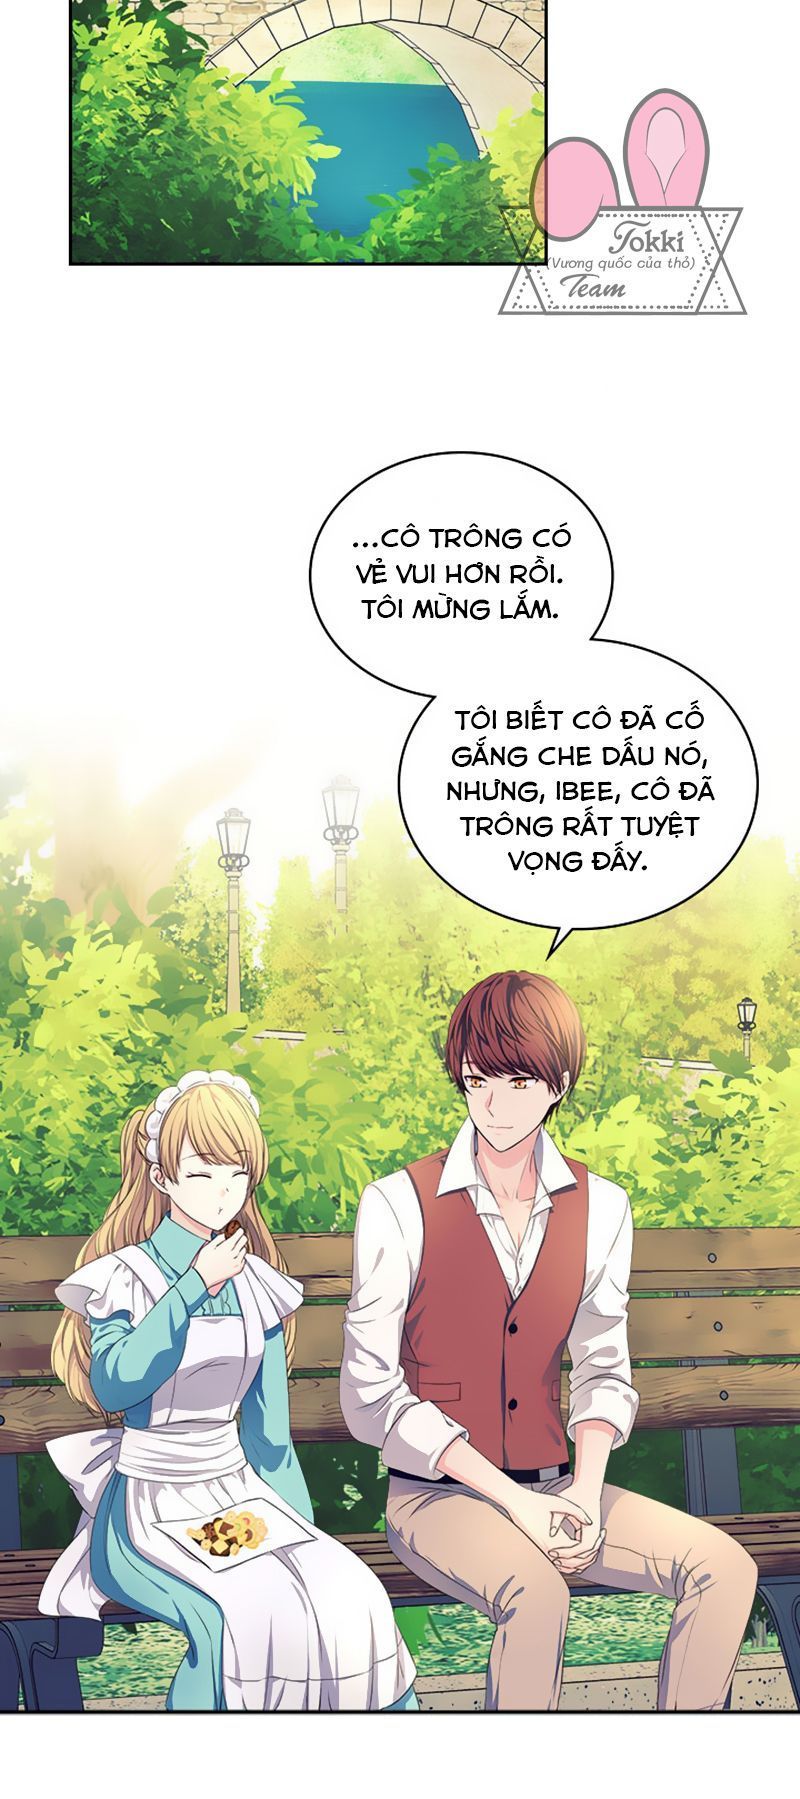 Tokki
(Vương quốc của thỏ)
Team
...CÔ TRÔNG CÓ
VẺ VUI HƠN RỒI.
TÔI MỪNG LẮM.
TÔI BIẾT CÔ ĐÃ CỐ
GẮNG CHE DẤU NÓ,
NHƯNG, IBEE, CÔ ĐÃ
TRÔNG RẤT TUYỆT
VỌNG ĐẤY.